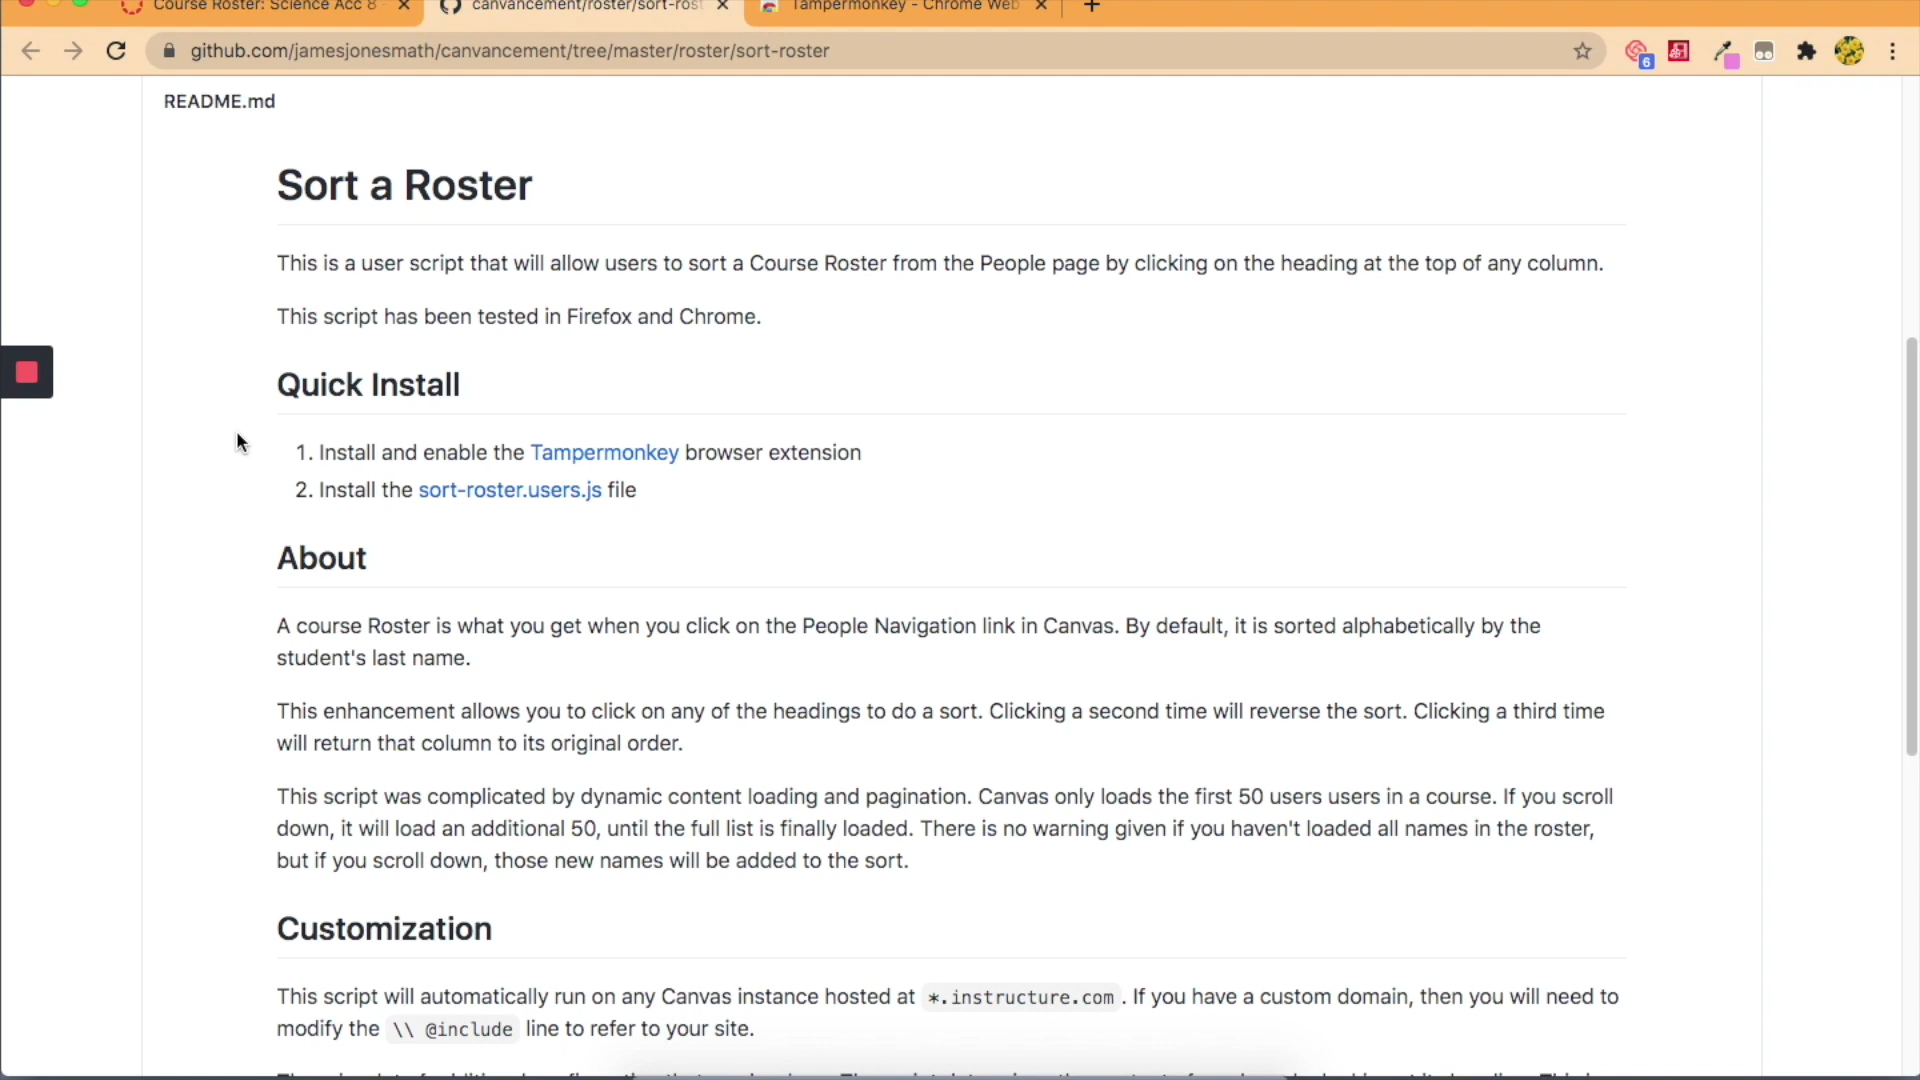 Course Roster: Science Acc 8
canvancement/roster/sort-rost
Tampermonkey - Chrome Web
github.com/jamesjonesmath/canvancement/tree/master/roster/sort-roster
6
README.md
Sort a Roster
This is a user script that will allow users to sort a Course Roster from the People page by clicking on the heading at the top of any column.
This script has been tested in Firefox and Chrome.
Quick Install
1. Install and enable the Tampermonkey browser extension
2. Install the sort-roster.users.js file
About
A course Roster is what you get when you click on the People Navigation link in Canvas. By default, it is sorted alphabetically by the
student's last name.
This enhancement allows you to click on any of the headings to do a sort. Clicking a second time will reverse the sort. Clicking a third time
will return that column to its original order.
This script was complicated by dynamic content loading and pagination. Canvas only loads the first 50 users users in a course. If you scroll
down, it will load an additional 50, until the full list is finally loaded. There is no warning given if you haven't loaded all names in the roster,
but if you scroll down, those new names will be added to the sort.
Customization
This script will automatically run on any Canvas instance hosted at *.instructure.com . If you have a custom domain, then you will need to
modify the \\ @include line to refer to your site.